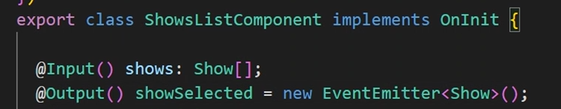 })
export class ShowsListComponent implements OnInit {
@Input() shows: Show[];
@Output() showSelected = new EventEmitter<Show>();